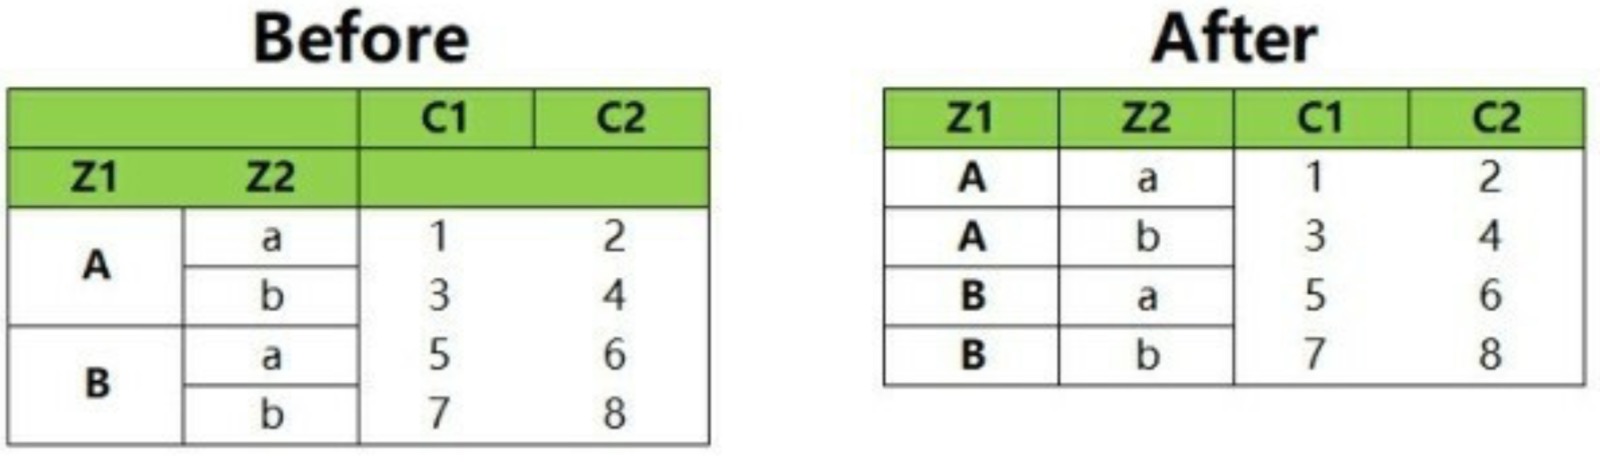 Before
C1 C2
Z1 Z2
A a 1 2
b 3 4
B a 5 6
b 7 8
After
Z1 Z2 C1 C2
A a 1 2
A b 3 4
B a 5 6
B b 7 8